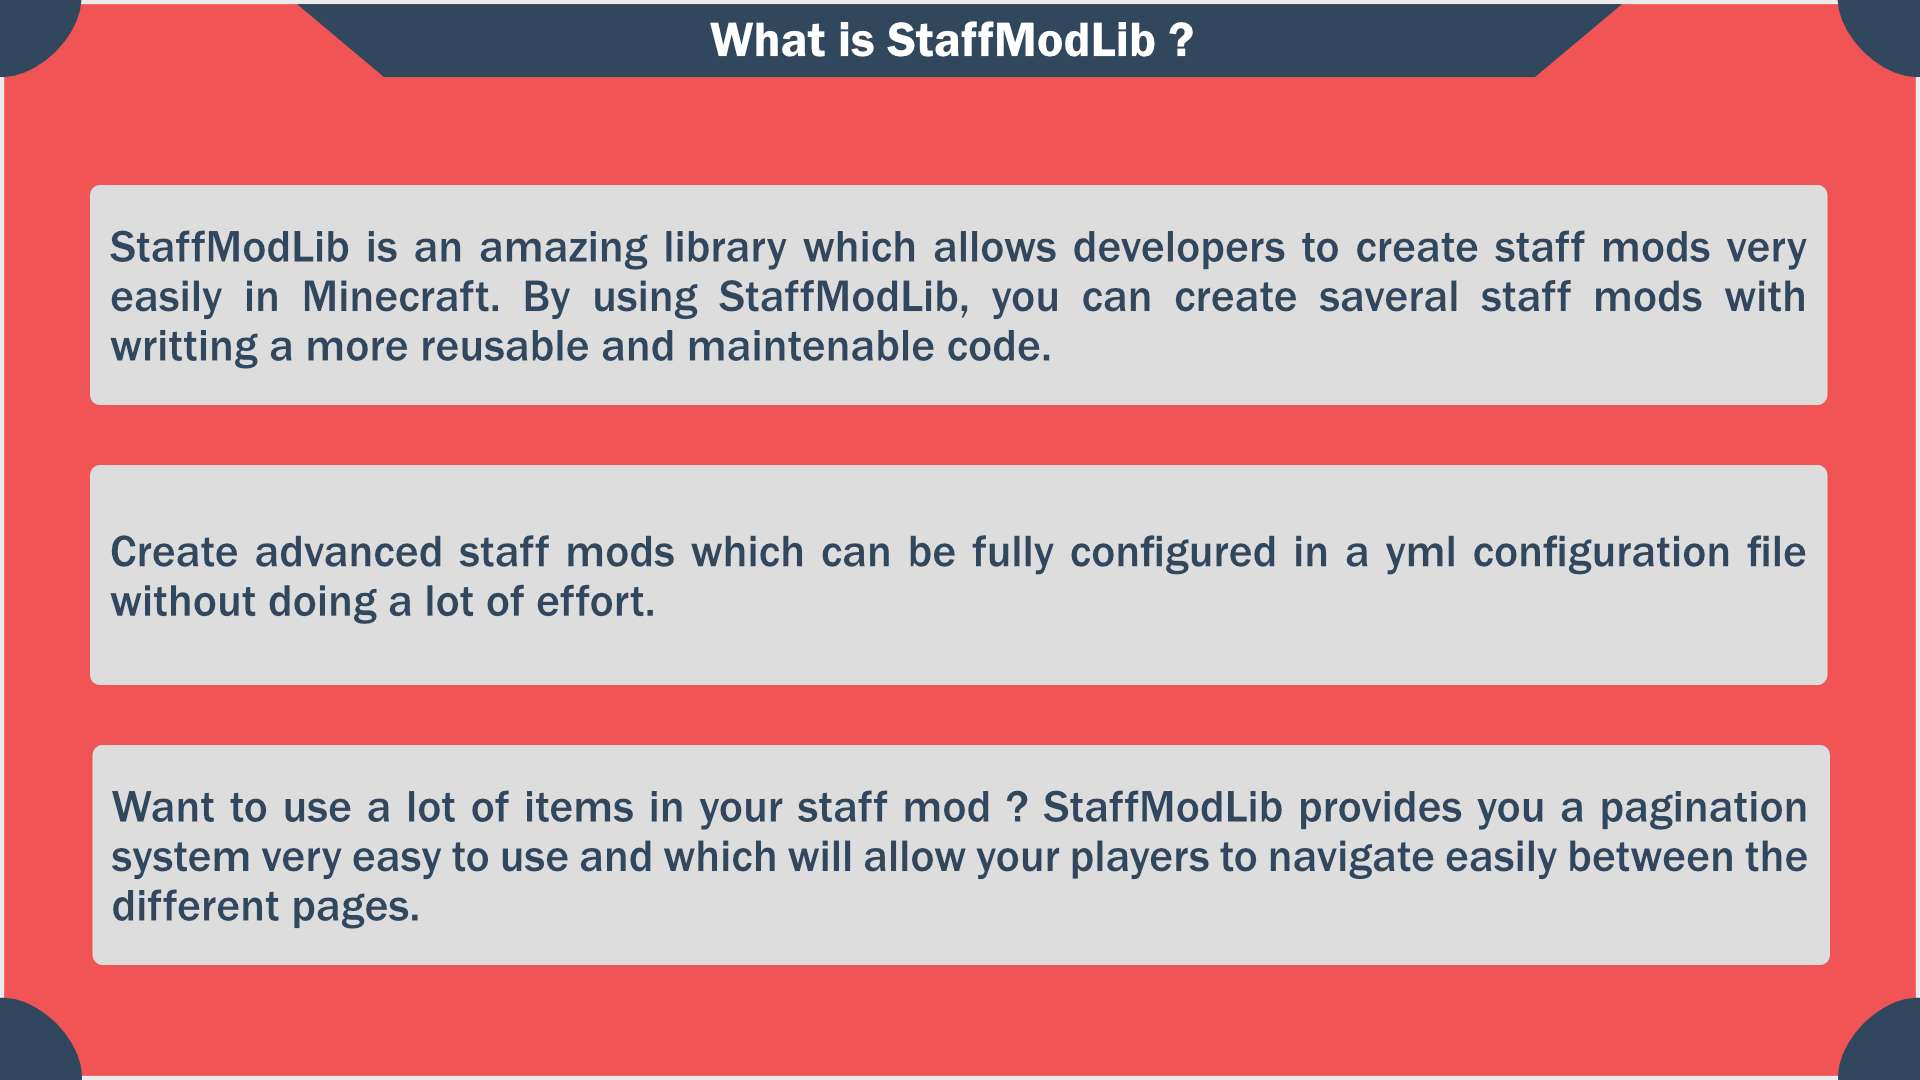 What is StaffModLib ?
StaffModLib is an amazing library which allows developers to create staff mods very
easily in Minecraft. By using StaffModLib, you can create saveral staff mods with
writting a more reusable and maintenable code.
Create advanced staff mods which can be fully configured in a yml configuration file
without doing a lot of effort.
Want to use a lot of items in your staff mod ? StaffModLib provides you a pagination
system very easy to use and which will allow your players to navigate easily between the
different pages.